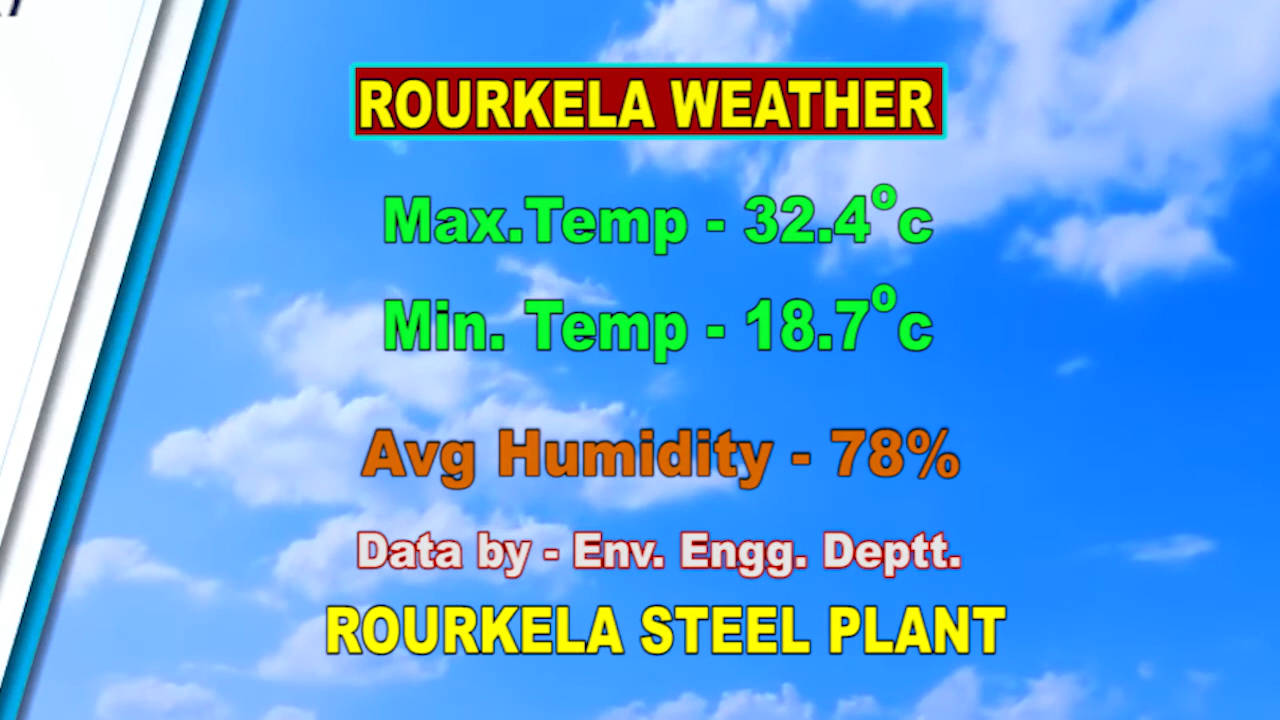 ROURKELA WEATHER
Max.Temp - 32.4°c
Min. Temp - 18.7°c
Avg Humidity - 78%
Data by - Env. Engg. Deptt.
ROURKELA STEEL PLANT